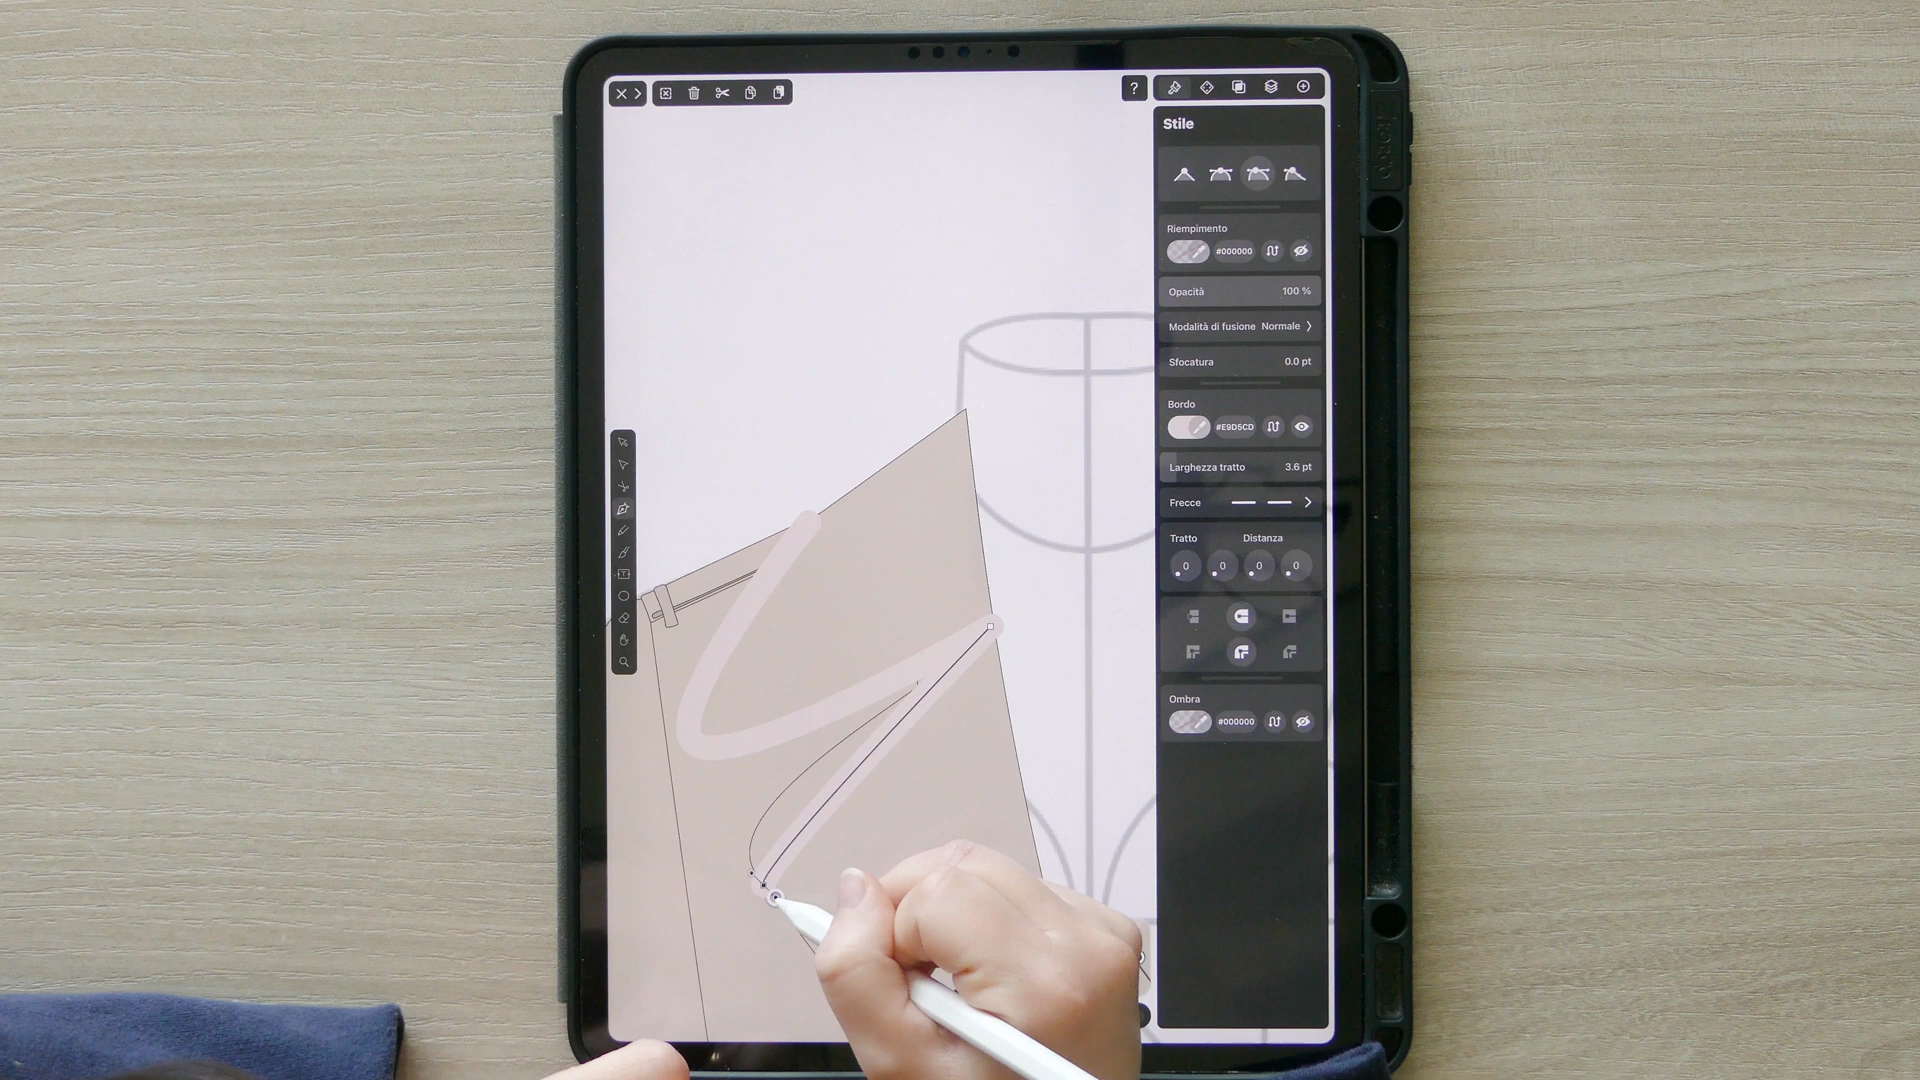 ?
Stile
Riempimento
#000000
Opacità 100 %
Modalità di fusione Normale
Sfocatura 0.0 pt
Bordo
#E9D5CD
Larghezza tratto 3.6 pt
Frecce
Tratto Distanza
0 0 0 0
Ombra
#000000